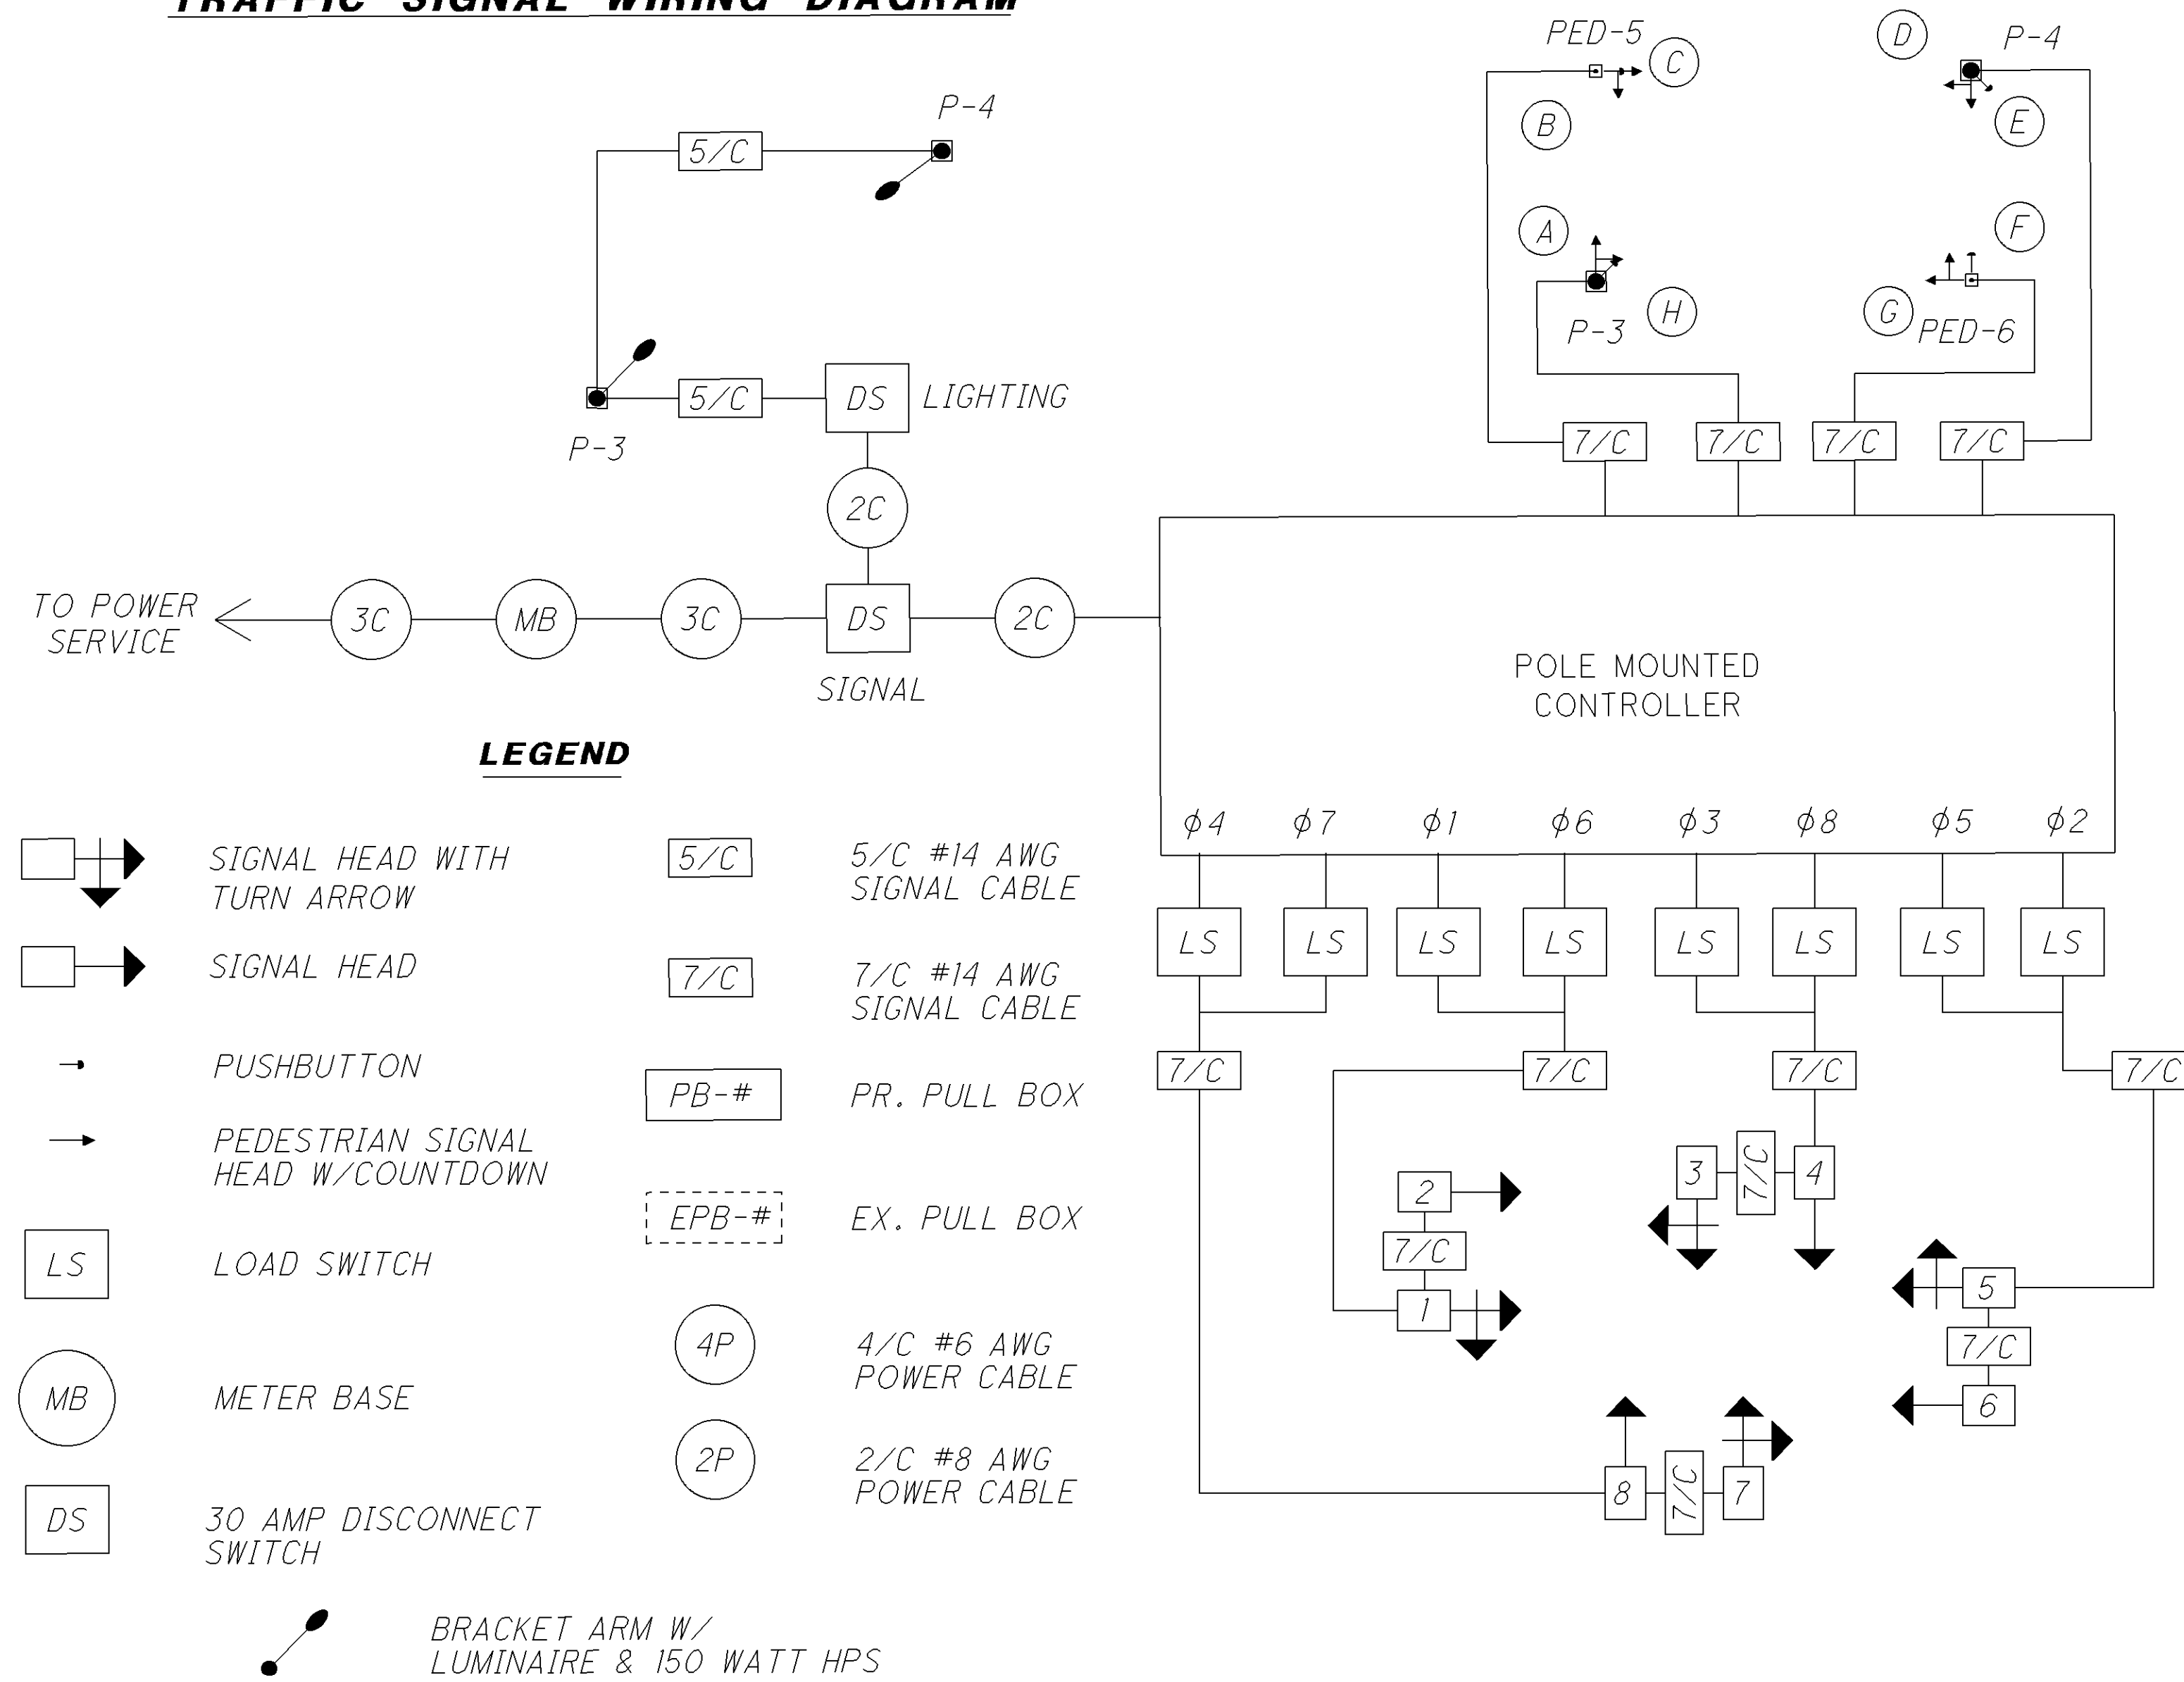 TRAFFIC SIGNAL WIRING DIAGRAM
PED-5
C
D
P-4
B
E
A
F
P-3
H
G
PED-6
7/C
7/C
7/C
7/C
P-4
5/C
5/C
DS
LIGHTING
P-3
2C
TO POWER
SERVICE
3C
MB
3C
DS
2C
SIGNAL
POLE MOUNTED
CONTROLLER
ϕ4
ϕ7
ϕ1
ϕ6
ϕ3
ϕ8
ϕ5
ϕ2
LS
LS
LS
LS
LS
LS
LS
LS
7/C
7/C
7/C
7/C
2
7/C
1
3
7/C
4
5
7/C
6
8
7/C
7
LEGEND
SIGNAL HEAD WITH
TURN ARROW
SIGNAL HEAD
PUSHBUTTON
PEDESTRIAN SIGNAL
HEAD W/COUNTDOWN
LS
LOAD SWITCH
MB
METER BASE
DS
30 AMP DISCONNECT
SWITCH
BRACKET ARM W/
LUMINAIRE & 150 WATT HPS
5/C
5/C #14 AWG
SIGNAL CABLE
7/C
7/C #14 AWG
SIGNAL CABLE
PB-#
PR. PULL BOX
EPB-#
EX. PULL BOX
4P
4/C #6 AWG
POWER CABLE
2P
2/C #8 AWG
POWER CABLE